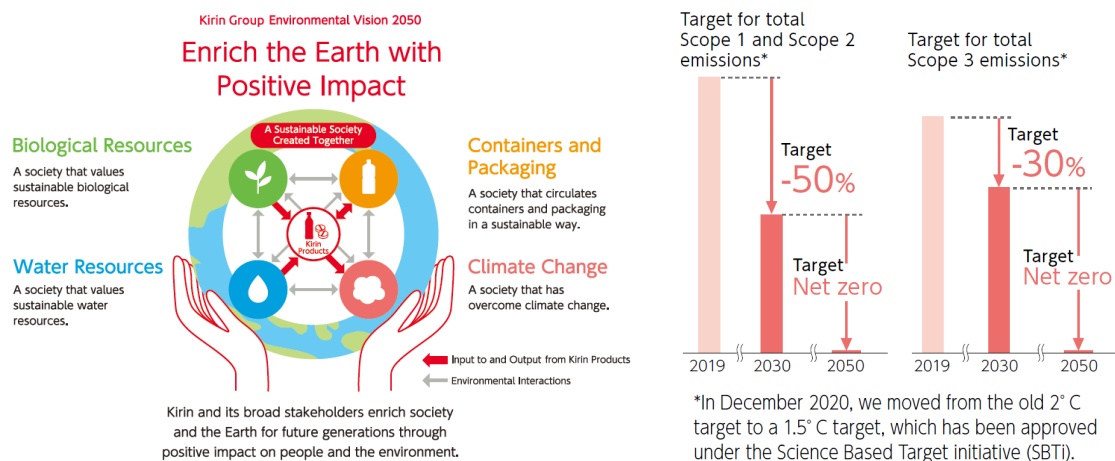 Kirin Group Environmental Vision 2050
Enrich the Earth with
Positive Impact
A Sustainable Society
Created Together
Biological Resources
A society that values
sustainable biological
resources.
Containers and
Packaging
A society that circulates
containers and packaging
in a sustainable way.
Kirin
Products
Water Resources
A society that values
sustainable water
resources.
Climate Change
A society that has
overcome climate change.
Input to and Output from Kirin Products
Environmental Interactions
Kirin and its broad stakeholders enrich society
and the Earth for future generations through
positive impact on people and the environment.
Target for total
Scope 1 and Scope 2
emissions*
Target
-50%
Target
Net zero
2019
2030
2050
Target for total
Scope 3 emissions*
Target
-30%
Target
Net zero
2019
2030
2050
*In December 2020, we moved from the old 2° C
target to a 1.5° C target, which has been approved
under the Science Based Target initiative (SBTi).